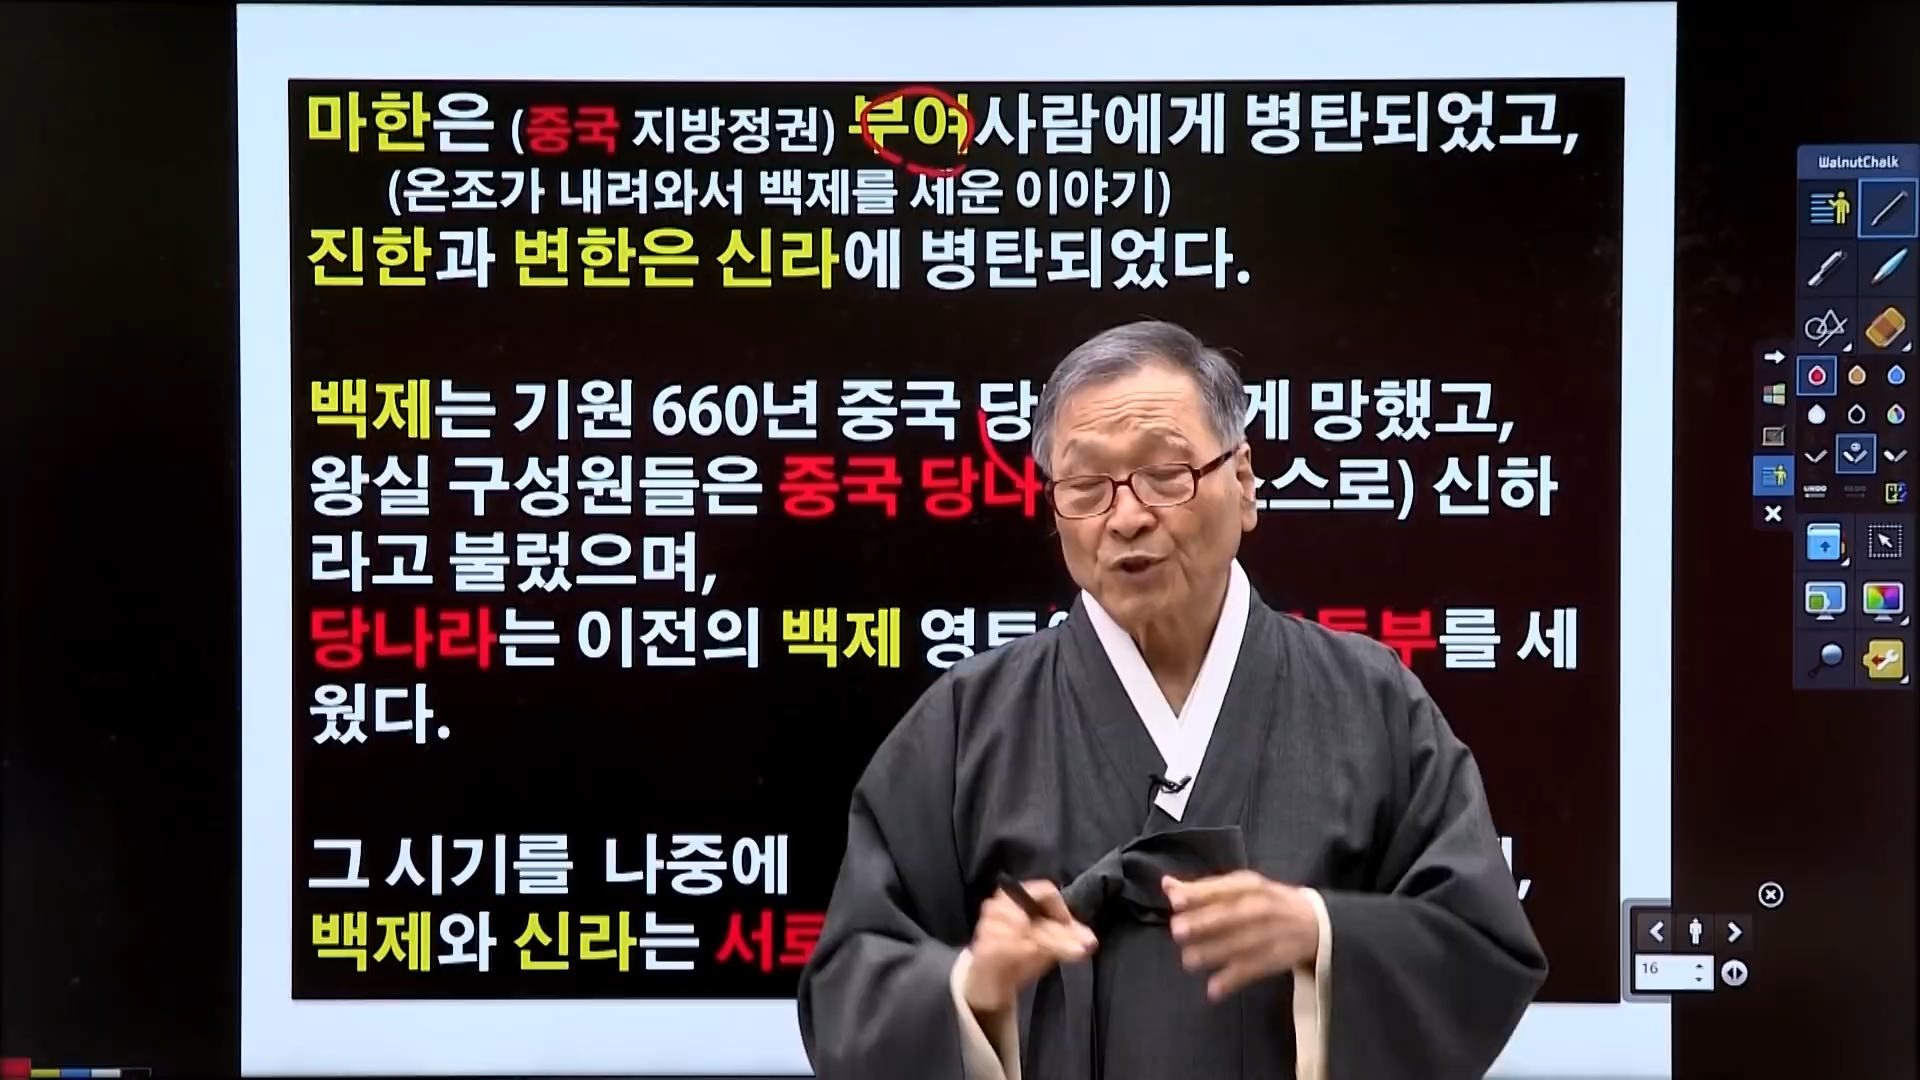 마한은 (중국 지방정권) 부여사람에게 병탄되었고,
(온조가 내려와서 백제를 세운 이야기)
진한과 변한은 신라에 병탄되었다.
백제는 기원 660년 중국 당 게 망했고,
왕실 구성원들은 중국 당나 스스로) 신하
라고 불렀으며,
당나라는 이전의 백제 영토 부를 세
웠다.
그 시기를 나중에
백제와 신라는 서로
WalnutChalk
UNDO
16